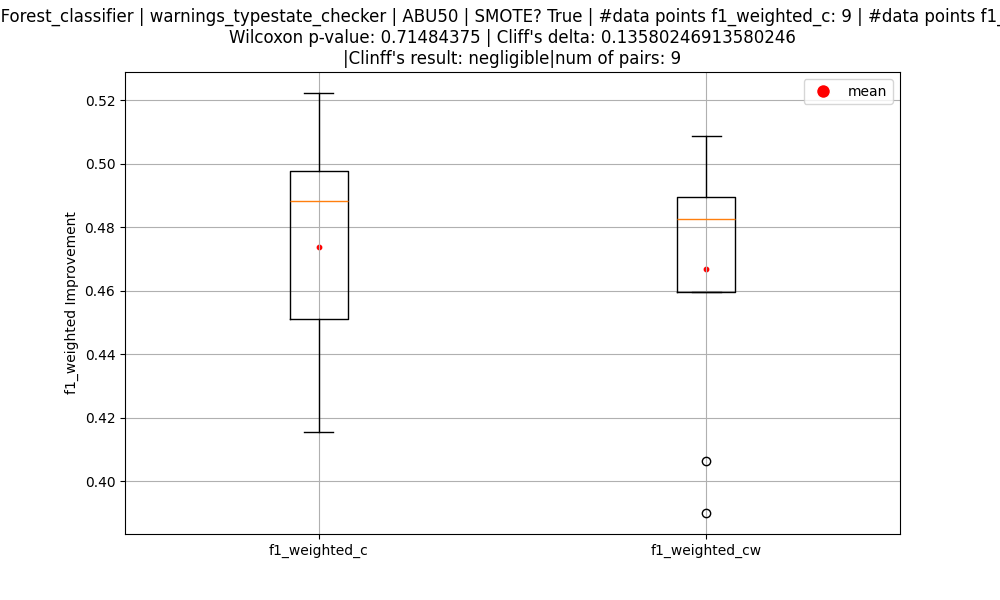 Forest_classifier | warnings_typestate_checker | ABU50 | SMOTE? True | #data points f1_weighted_c: 9 | #data points f1_
Wilcoxon p-value: 0.71484375 | Cliff's delta: 0.13580246913580246
|Clinff's result: negligible|num of pairs: 9
mean
0.52
0.50
0.48
0.46
0.44
0.42
0.40
f1_weighted Improvement
f1_weighted_c
f1_weighted_cw